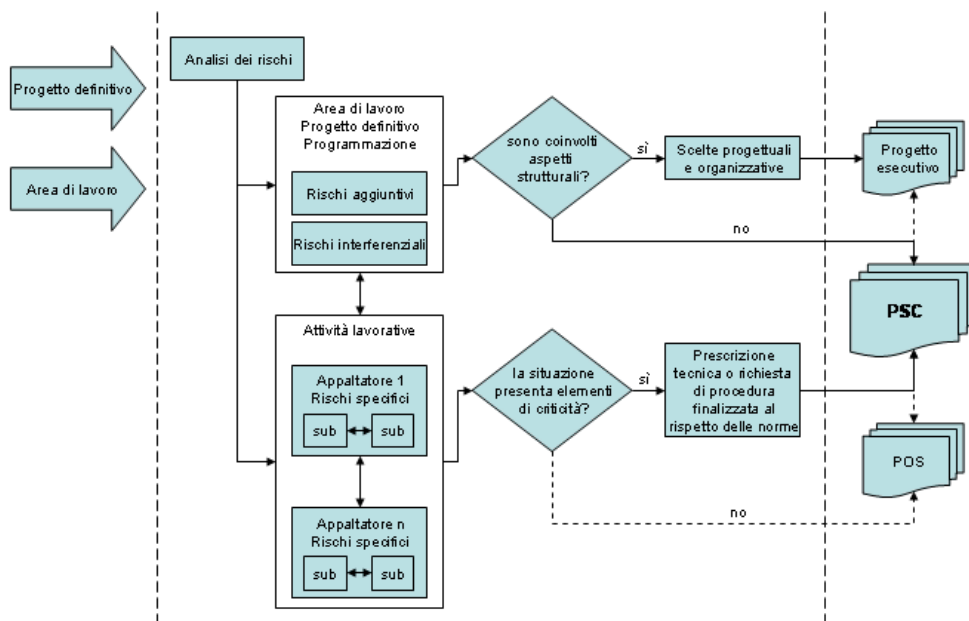 Progetto definitivo
Area di lavoro
Analisi dei rischi
Area di lavoro
Progetto definitivo
Programmazione
Rischi aggiuntivi
Rischi interferenziali
sono coinvolti
aspetti
strutturali?
sì
Scelte progettuali
e organizzative
Progetto
esecutivo
no
PSC
Attività lavorative
Appaltatore 1
Rischi specifici
sub
sub
Appaltatore n
Rischi specifici
sub
sub
la situazione
presenta elementi
di criticità?
sì
Prescrizione
tecnica o richiesta
di procedura
finalizzata al
rispetto delle norme
POS
no